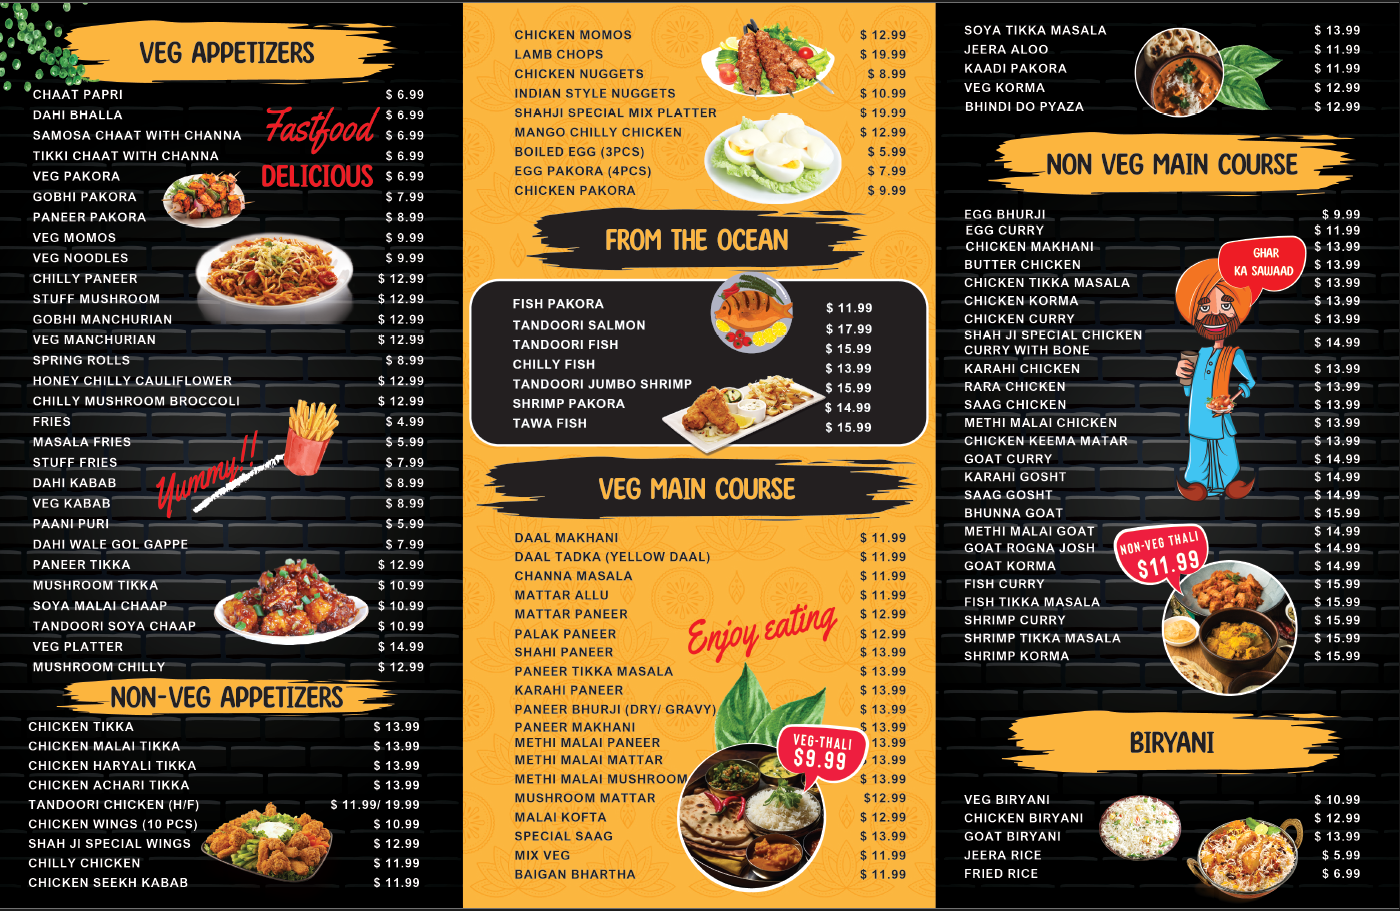 VEG APPETIZERS
CHAAT PAPRI $ 6.99
DAHI BHALLA $ 6.99
SAMOSA CHAAT WITH CHANNA $ 6.99
TIKKI CHAAT WITH CHANNA $ 6.99
VEG PAKORA $ 6.99
GOBHI PAKORA $ 7.99
PANEER PAKORA $ 8.99
VEG MOMOS $ 9.99
VEG NOODLES $ 9.99
CHILLY PANEER $ 12.99
STUFF MUSHROOM $ 12.99
GOBHI MANCHURIAN $ 12.99
VEG MANCHURIAN $ 12.99
SPRING ROLLS $ 8.99
HONEY CHILLY CAULIFLOWER $ 12.99
CHILLY MUSHROOM BROCCOLI $ 12.99
FRIES $ 4.99
MASALA FRIES $ 5.99
STUFF FRIES $ 7.99
DAHI KABAB $ 8.99
VEG KABAB $ 8.99
PAANI PURI $ 5.99
DAHI WALE GOL GAPPE $ 7.99
PANEER TIKKA $ 12.99
MUSHROOM TIKKA $ 10.99
SOYA MALAI CHAAP $ 10.99
TANDOORI SOYA CHAAP $ 10.99
VEG PLATTER $ 14.99
MUSHROOM CHILLY $ 12.99
Fastfood
DELICIOUS
Yummy!!
NON-VEG APPETIZERS
CHICKEN TIKKA $ 13.99
CHICKEN MALAI TIKKA $ 13.99
CHICKEN HARYALI TIKKA $ 13.99
CHICKEN ACHARI TIKKA $ 13.99
TANDOORI CHICKEN (H/F) $ 11.99/ 19.99
CHICKEN WINGS (10 PCS) $ 10.99
SHAH JI SPECIAL WINGS $ 12.99
CHILLY CHICKEN $ 11.99
CHICKEN SEEKH KABAB $ 11.99
CHICKEN MOMOS $ 12.99
LAMB CHOPS $ 19.99
CHICKEN NUGGETS $ 8.99
INDIAN STYLE NUGGETS $ 10.99
SHAHJI SPECIAL MIX PLATTER $ 19.99
MANGO CHILLY CHICKEN $ 12.99
BOILED EGG (3PCS) $ 5.99
EGG PAKORA (4PCS) $ 7.99
CHICKEN PAKORA $ 9.99
FROM THE OCEAN
FISH PAKORA $ 11.99
TANDOORI SALMON $ 17.99
TANDOORI FISH $ 15.99
CHILLY FISH $ 13.99
TANDOORI JUMBO SHRIMP $ 15.99
SHRIMP PAKORA $ 14.99
TAWA FISH $ 15.99
VEG MAIN COURSE
DAAL MAKHANI $ 11.99
DAAL TADKA (YELLOW DAAL) $ 11.99
CHANNA MASALA $ 11.99
MATTAR ALLU $ 11.99
MATTAR PANEER $ 12.99
PALAK PANEER $ 12.99
SHAHI PANEER $ 13.99
PANEER TIKKA MASALA $ 13.99
KARAHI PANEER $ 13.99
PANEER BHURJI (DRY/ GRAVY) $ 13.99
PANEER MAKHANI $ 13.99
METHI MALAI PANEER 13.99
METHI MALAI MATTAR $ 13.99
METHI MALAI MUSHROOM $ 13.99
MUSHROOM MATTAR $12.99
MALAI KOFTA $ 12.99
SPECIAL SAAG $ 13.99
MIX VEG $ 11.99
BAIGAN BHARTHA $ 11.99
Enjoy eating
VEG-THALI
$9.99
SOYA TIKKA MASALA $ 13.99
JEERA ALOO $ 11.99
KAADI PAKORA $ 11.99
VEG KORMA $ 12.99
BHINDI DO PYAZA $ 12.99
NON VEG MAIN COURSE
EGG BHURJI $ 9.99
EGG CURRY $ 11.99
CHICKEN MAKHANI $ 13.99
BUTTER CHICKEN $ 13.99
CHICKEN TIKKA MASALA $ 13.99
CHICKEN KORMA $ 13.99
CHICKEN CURRY $ 13.99
SHAH JI SPECIAL CHICKEN
CURRY WITH BONE $ 14.99
KARAHI CHICKEN $ 13.99
RARA CHICKEN $ 13.99
SAAG CHICKEN $ 13.99
METHI MALAI CHICKEN $ 13.99
CHICKEN KEEMA MATAR $ 13.99
GOAT CURRY $ 14.99
KARAHI GOSHT $ 14.99
SAAG GOSHT $ 14.99
BHUNNA GOAT $ 15.99
METHI MALAI GOAT $ 14.99
GOAT ROGNA JOSH $ 14.99
GOAT KORMA $ 14.99
FISH CURRY $ 15.99
FISH TIKKA MASALA $ 15.99
SHRIMP CURRY $ 15.99
SHRIMP TIKKA MASALA $ 15.99
SHRIMP KORMA $ 15.99
GHAR
KA SAWAAD
NON-VEG THALI
$11.99
BIRYANI
VEG BIRYANI $ 10.99
CHICKEN BIRYANI $ 12.99
GOAT BIRYANI $ 13.99
JEERA RICE $ 5.99
FRIED RICE $ 6.99